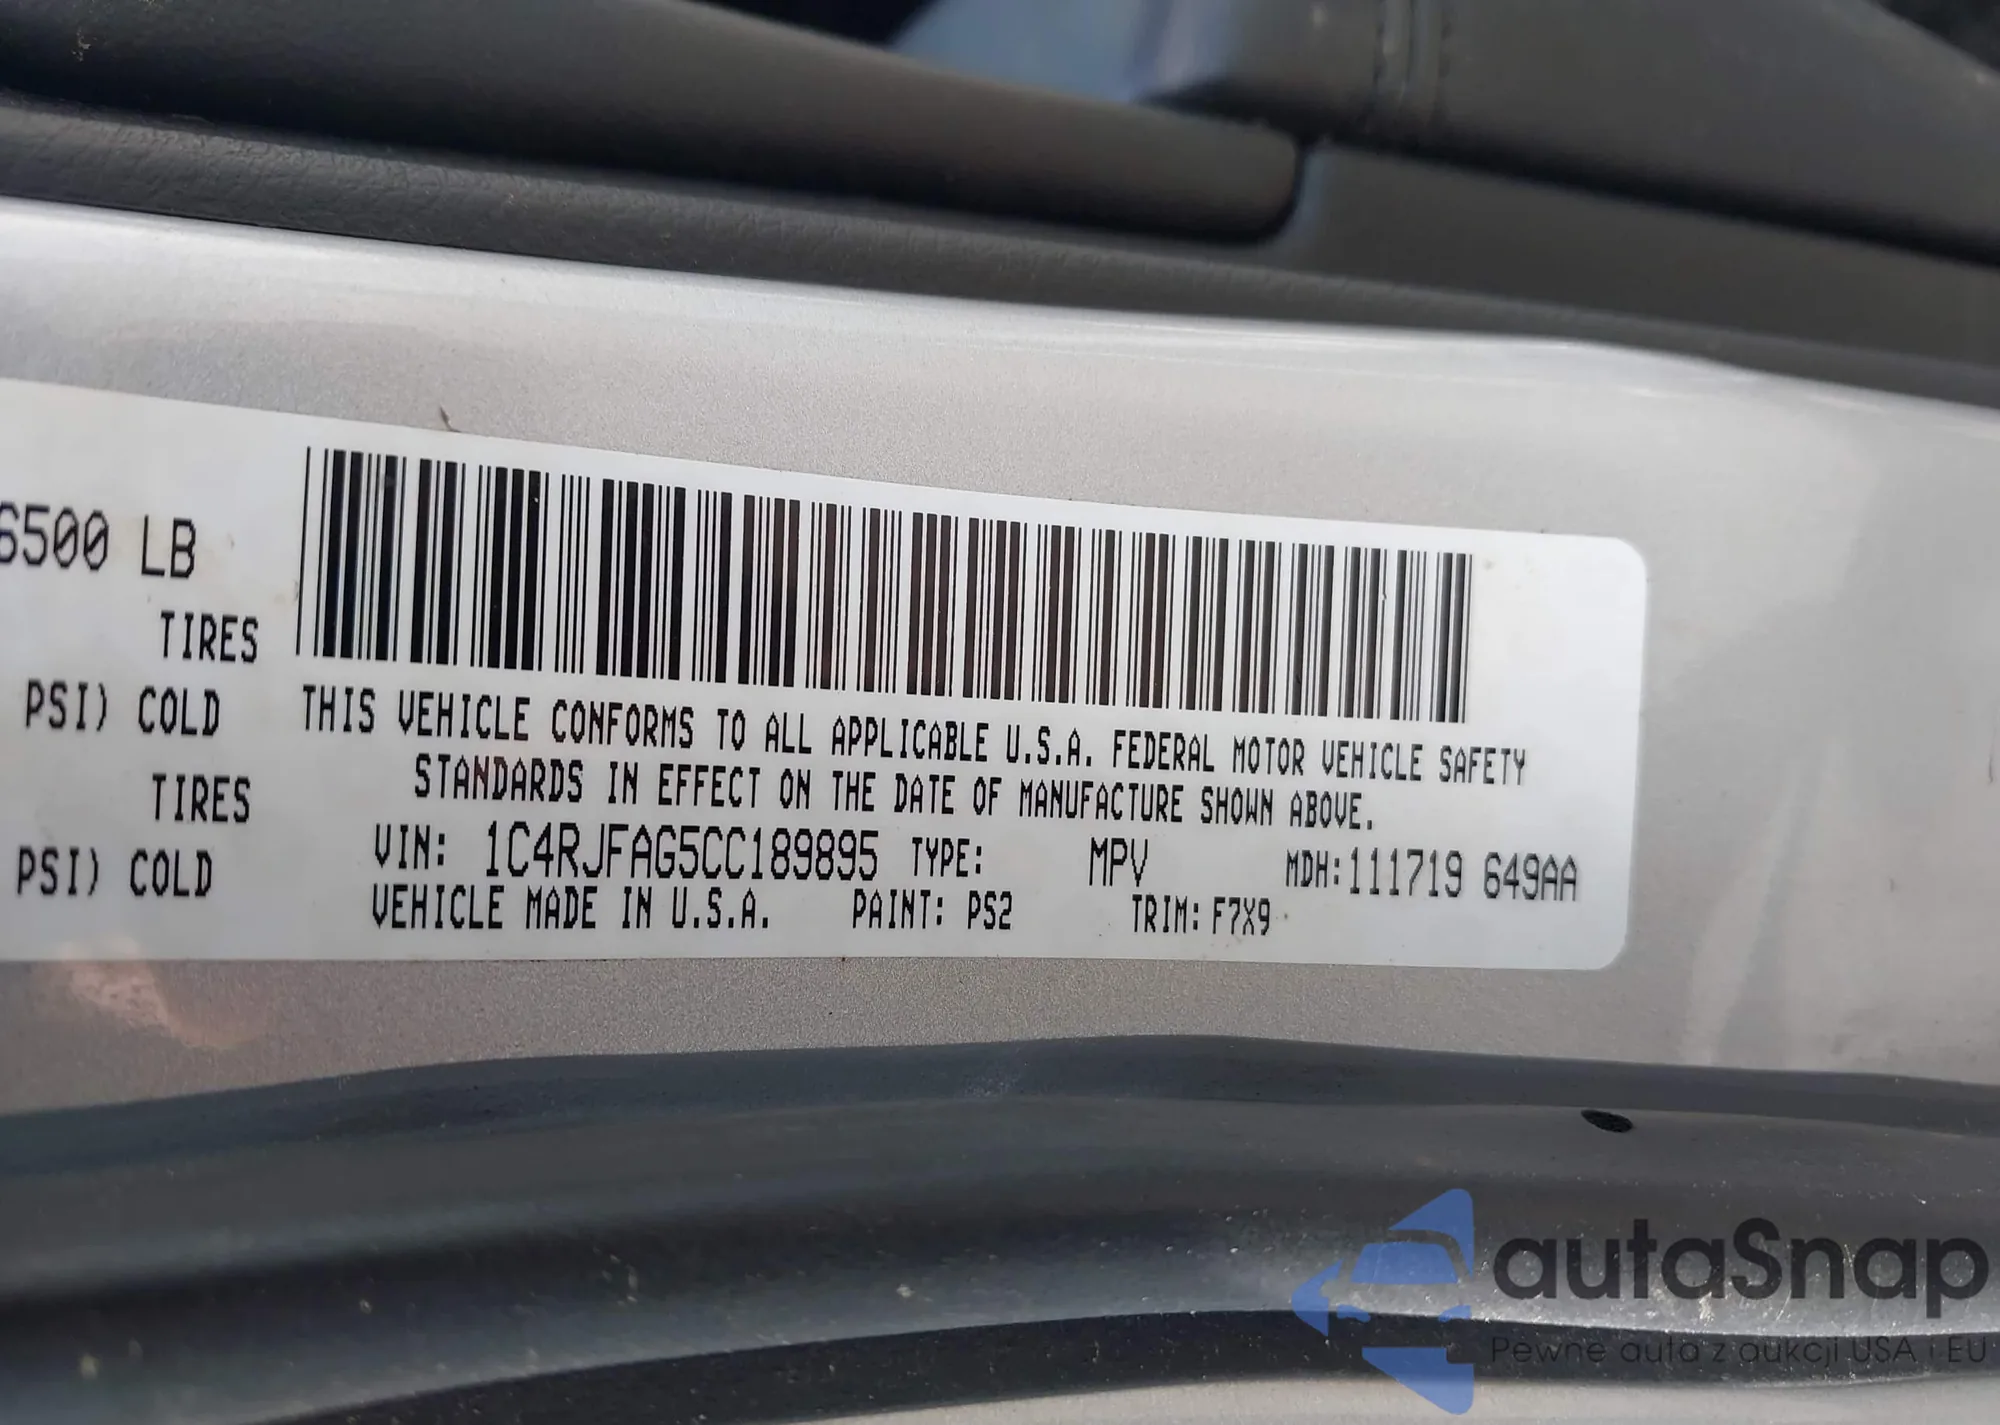 6500 LB
TIRES
PSI) COLD
TIRES
PSI) COLD
THIS VEHICLE CONFORMS TO ALL APPLICABLE U.S.A. FEDERAL MOTOR VEHICLE SAFETY
STANDARDS IN EFFECT ON THE DATE OF MANUFACTURE SHOWN ABOVE.
VIN: 1C4RJFAG5CC189895 TYPE: MPV MDH:111719 649AA
VEHICLE MADE IN U.S.A. PAINT: PS2 TRIM: F7X9
autaSnap
Pewne auta z aukcji USA i EU